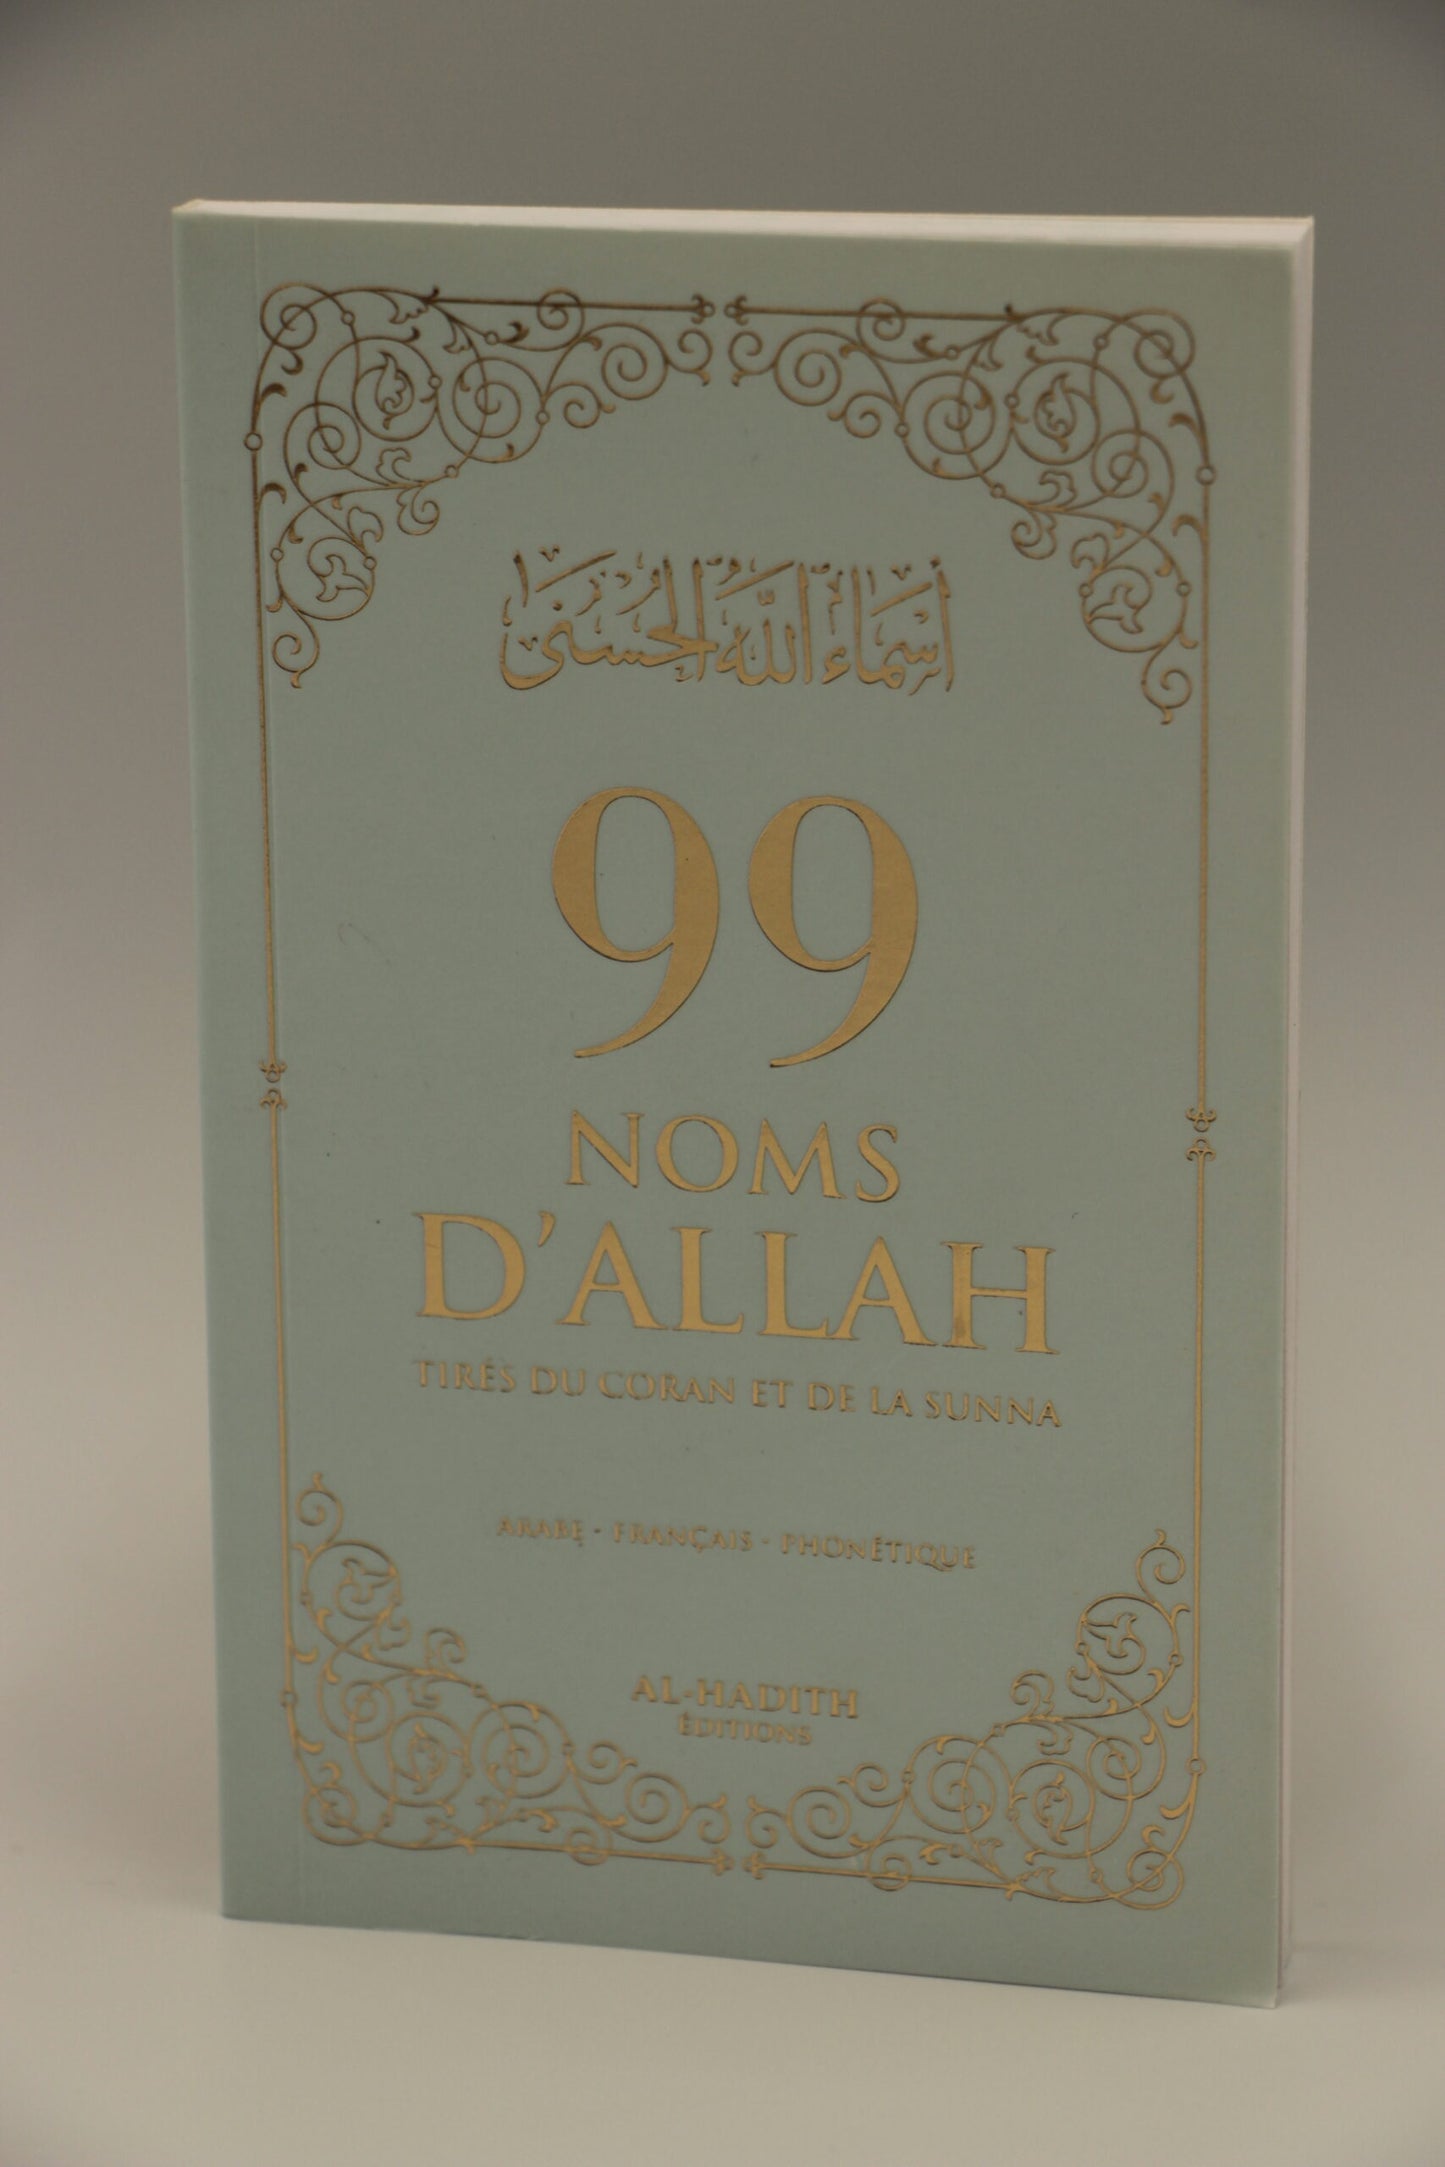 أسماء الله الحسنى
99
NOMS
D'ALLAH
TIRÉS DU CORAN ET DE LA SUNNA
ARABE - FRANÇAIS - PHONÉTIQUE
AL-HADITH
ÉDITIONS